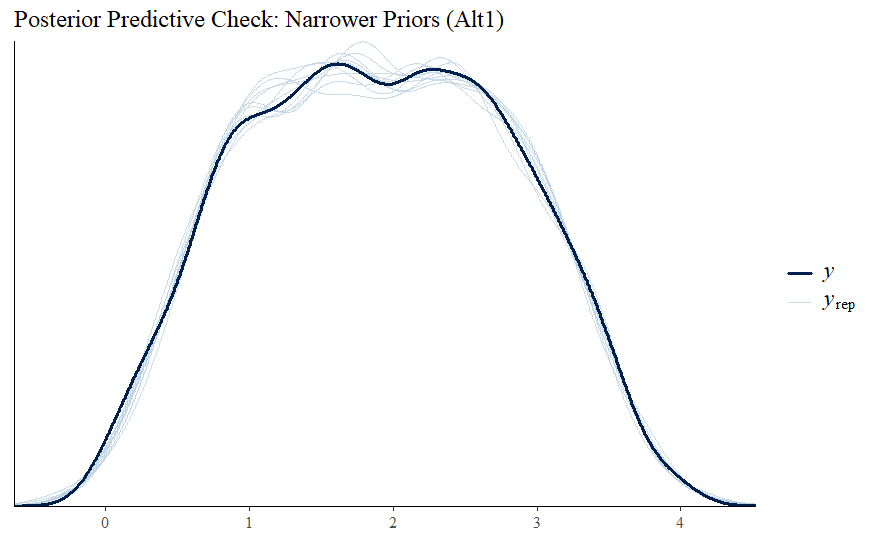 Posterior Predictive Check: Narrower Priors (Alt1)
y
yrep
0 1 2 3 4